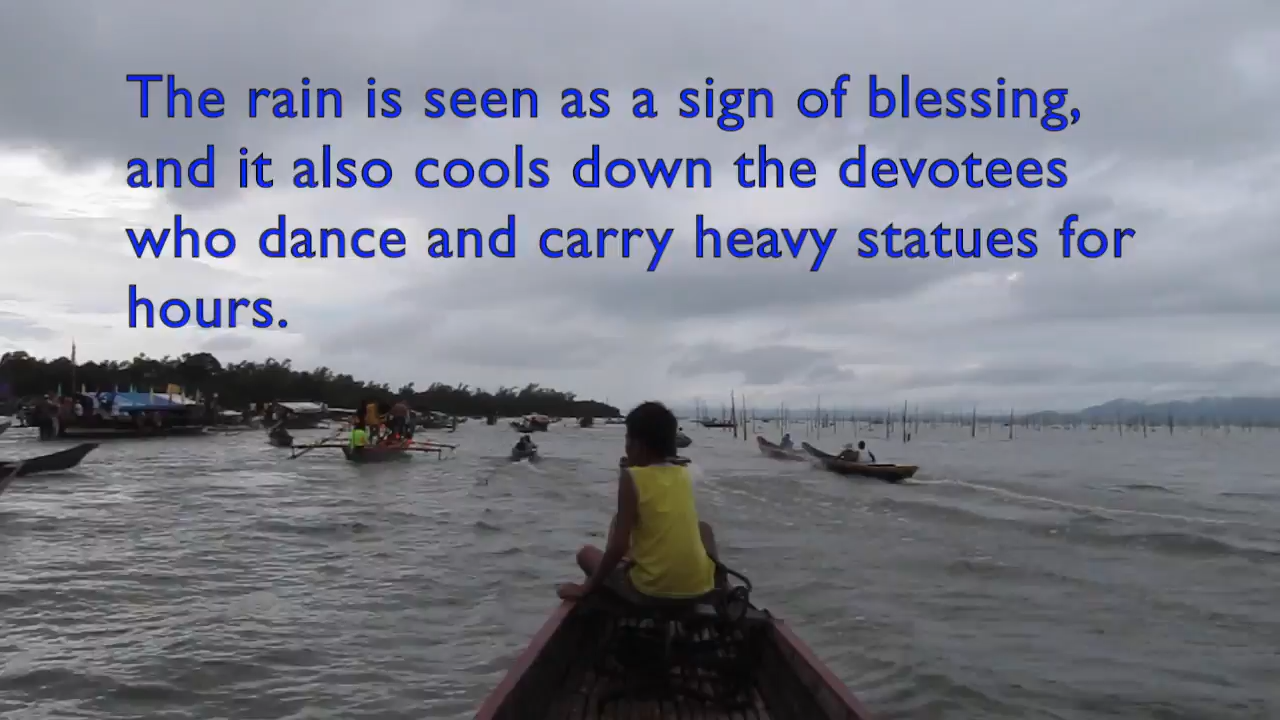 The rain is seen as a sign of blessing,
and it also cools down the devotees
who dance and carry heavy statues for
hours.